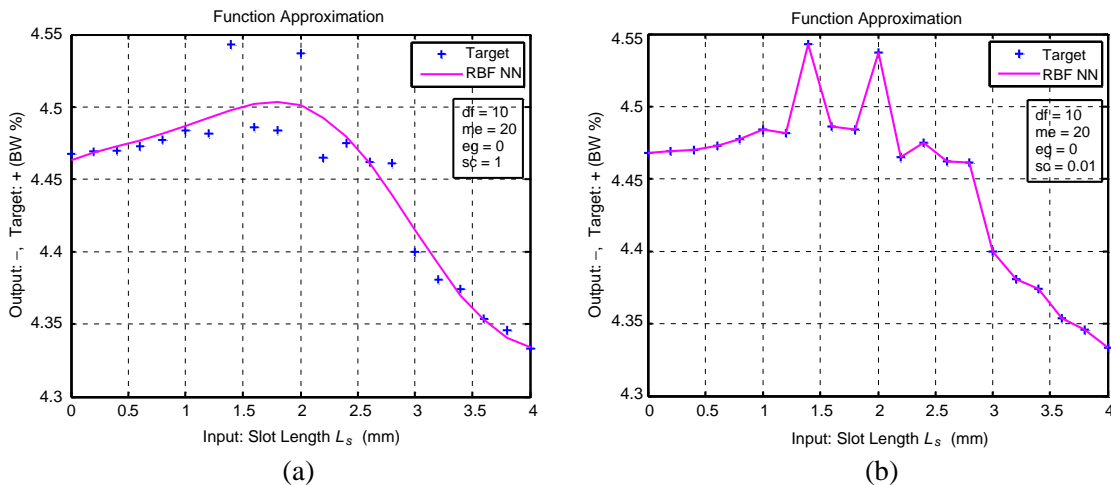 Function Approximation
4.55
4.5
4.45
4.4
4.35
4.3
Output: –, Target: + (BW %)
Target
RBF NN
df = 10
me = 20
eg = 0
sc = 1
0 0.5 1 1.5 2 2.5 3 3.5 4
Input: Slot Length Ls (mm)
(a)
Function Approximation
4.55
4.5
4.45
4.4
4.35
4.3
Output: –, Target: + (BW %)
Target
RBF NN
df = 10
me = 20
eg = 0
sc = 0.01
0 0.5 1 1.5 2 2.5 3 3.5 4
Input: Slot Length Ls (mm)
(b)